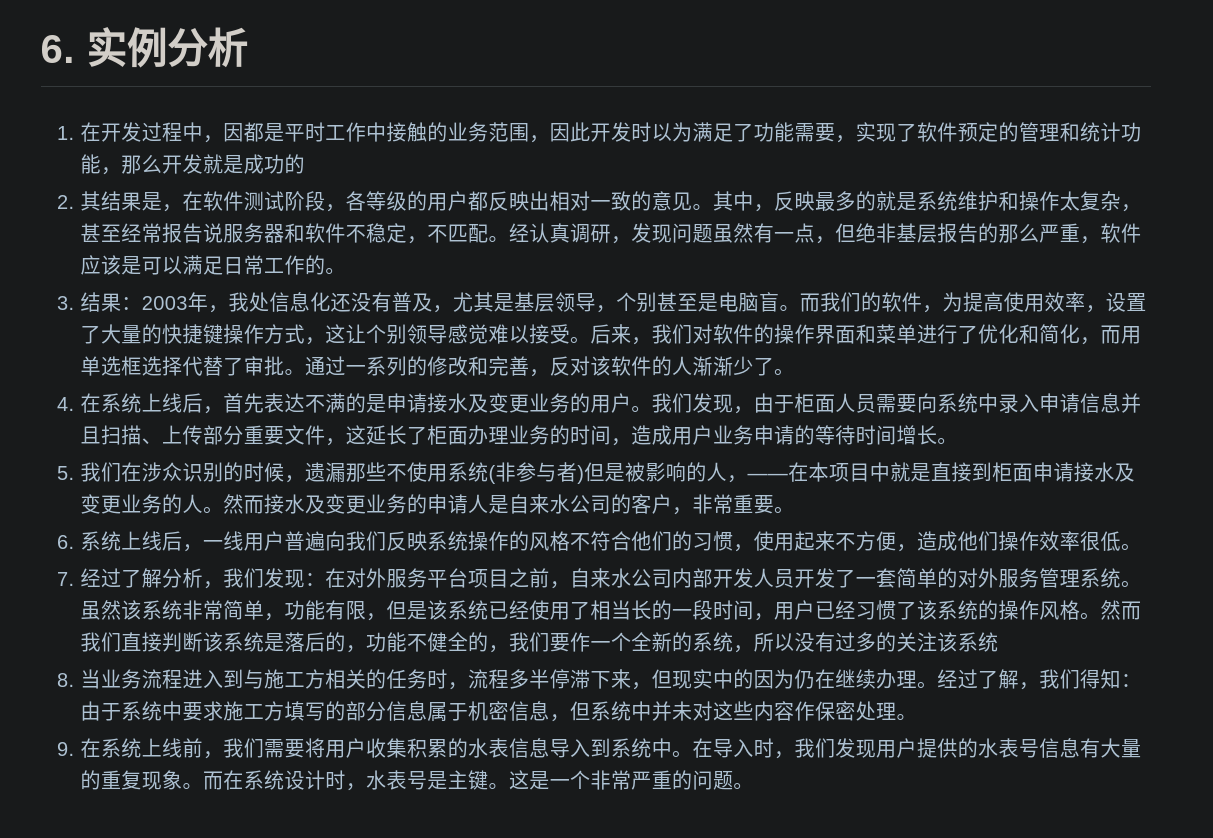 6. 实例分析
1. 在开发过程中，因都是平时工作中接触的业务范围，因此开发时以为满足了功能需要，实现了软件预定的管理和统计功
能，那么开发就是成功的
2. 其结果是，在软件测试阶段，各等级的用户都反映出相对一致的意见。其中，反映最多的就是系统维护和操作太复杂，
甚至经常报告说服务器和软件不稳定，不匹配。经认真调研，发现问题虽然有一点，但绝非基层报告的那么严重，软件
应该是可以满足日常工作的。
3. 结果：2003年，我处信息化还没有普及，尤其是基层领导，个别甚至是电脑盲。而我们的软件，为提高使用效率，设置
了大量的快捷键操作方式，这让个别领导感觉难以接受。后来，我们对软件的操作界面和菜单进行了优化和简化，而用
单选框选择代替了审批。通过一系列的修改和完善，反对该软件的人渐渐少了。
4. 在系统上线后，首先表达不满的是申请接水及变更业务的用户。我们发现，由于柜面人员需要向系统中录入申请信息并
且扫描、上传部分重要文件，这延长了柜面办理业务的时间，造成用户业务申请的等待时间增长。
5. 我们在涉众识别的时候，遗漏那些不使用系统(非参与者)但是被影响的人，——在本项目中就是直接到柜面申请接水及
变更业务的人。然而接水及变更业务的申请人是自来水公司的客户，非常重要。
6. 系统上线后，一线用户普遍向我们反映系统操作的风格不符合他们的习惯，使用起来不方便，造成他们操作效率很低。
7. 经过了解分析，我们发现：在对外服务平台项目之前，自来水公司内部开发人员开发了一套简单的对外服务管理系统。
虽然该系统非常简单，功能有限，但是该系统已经使用了相当长的一段时间，用户已经习惯了该系统的操作风格。然而
我们直接判断该系统是落后的，功能不健全的，我们要作一个全新的系统，所以没有过多的关注该系统
8. 当业务流程进入到与施工方相关的任务时，流程多半停滞下来，但现实中的因为仍在继续办理。经过了解，我们得知：
由于系统中要求施工方填写的部分信息属于机密信息，但系统中并未对这些内容作保密处理。
9. 在系统上线前，我们需要将用户收集积累的水表信息导入到系统中。在导入时，我们发现用户提供的水表号信息有大量
的重复现象。而在系统设计时，水表号是主键。这是一个非常严重的问题。